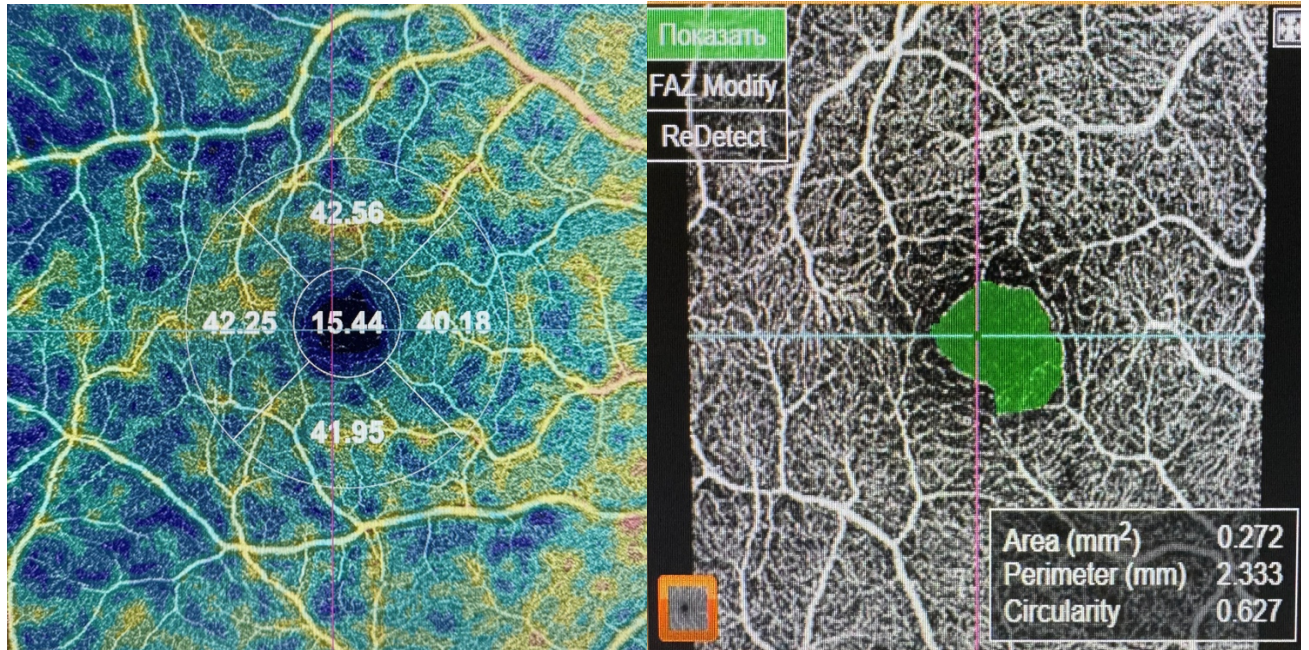 42.56
42.25 15.44 40.18
41.95
Показать
FAZ Modify
ReDetect
Area (mm²) 0.272
Perimeter (mm) 2.333
Circularity 0.627